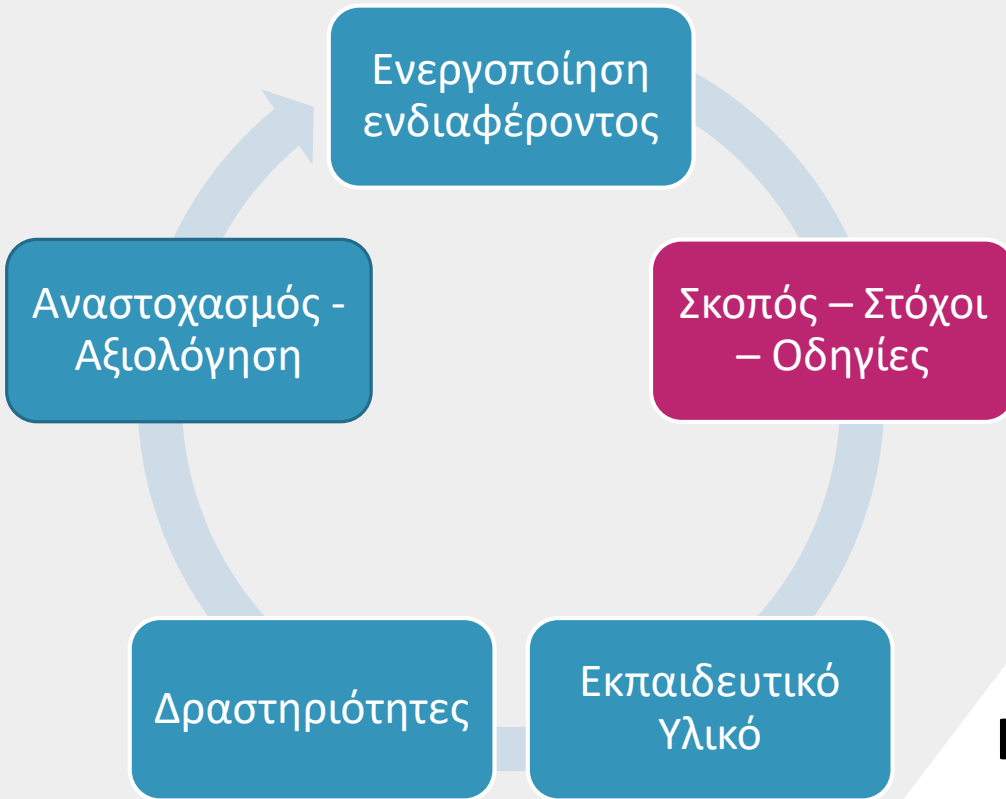 Ενεργοποίηση
ενδιαφέροντος
Σκοπός – Στόχοι
– Οδηγίες
Εκπαιδευτικό
Υλικό
Δραστηριότητες
Αναστοχασμός -
Αξιολόγηση